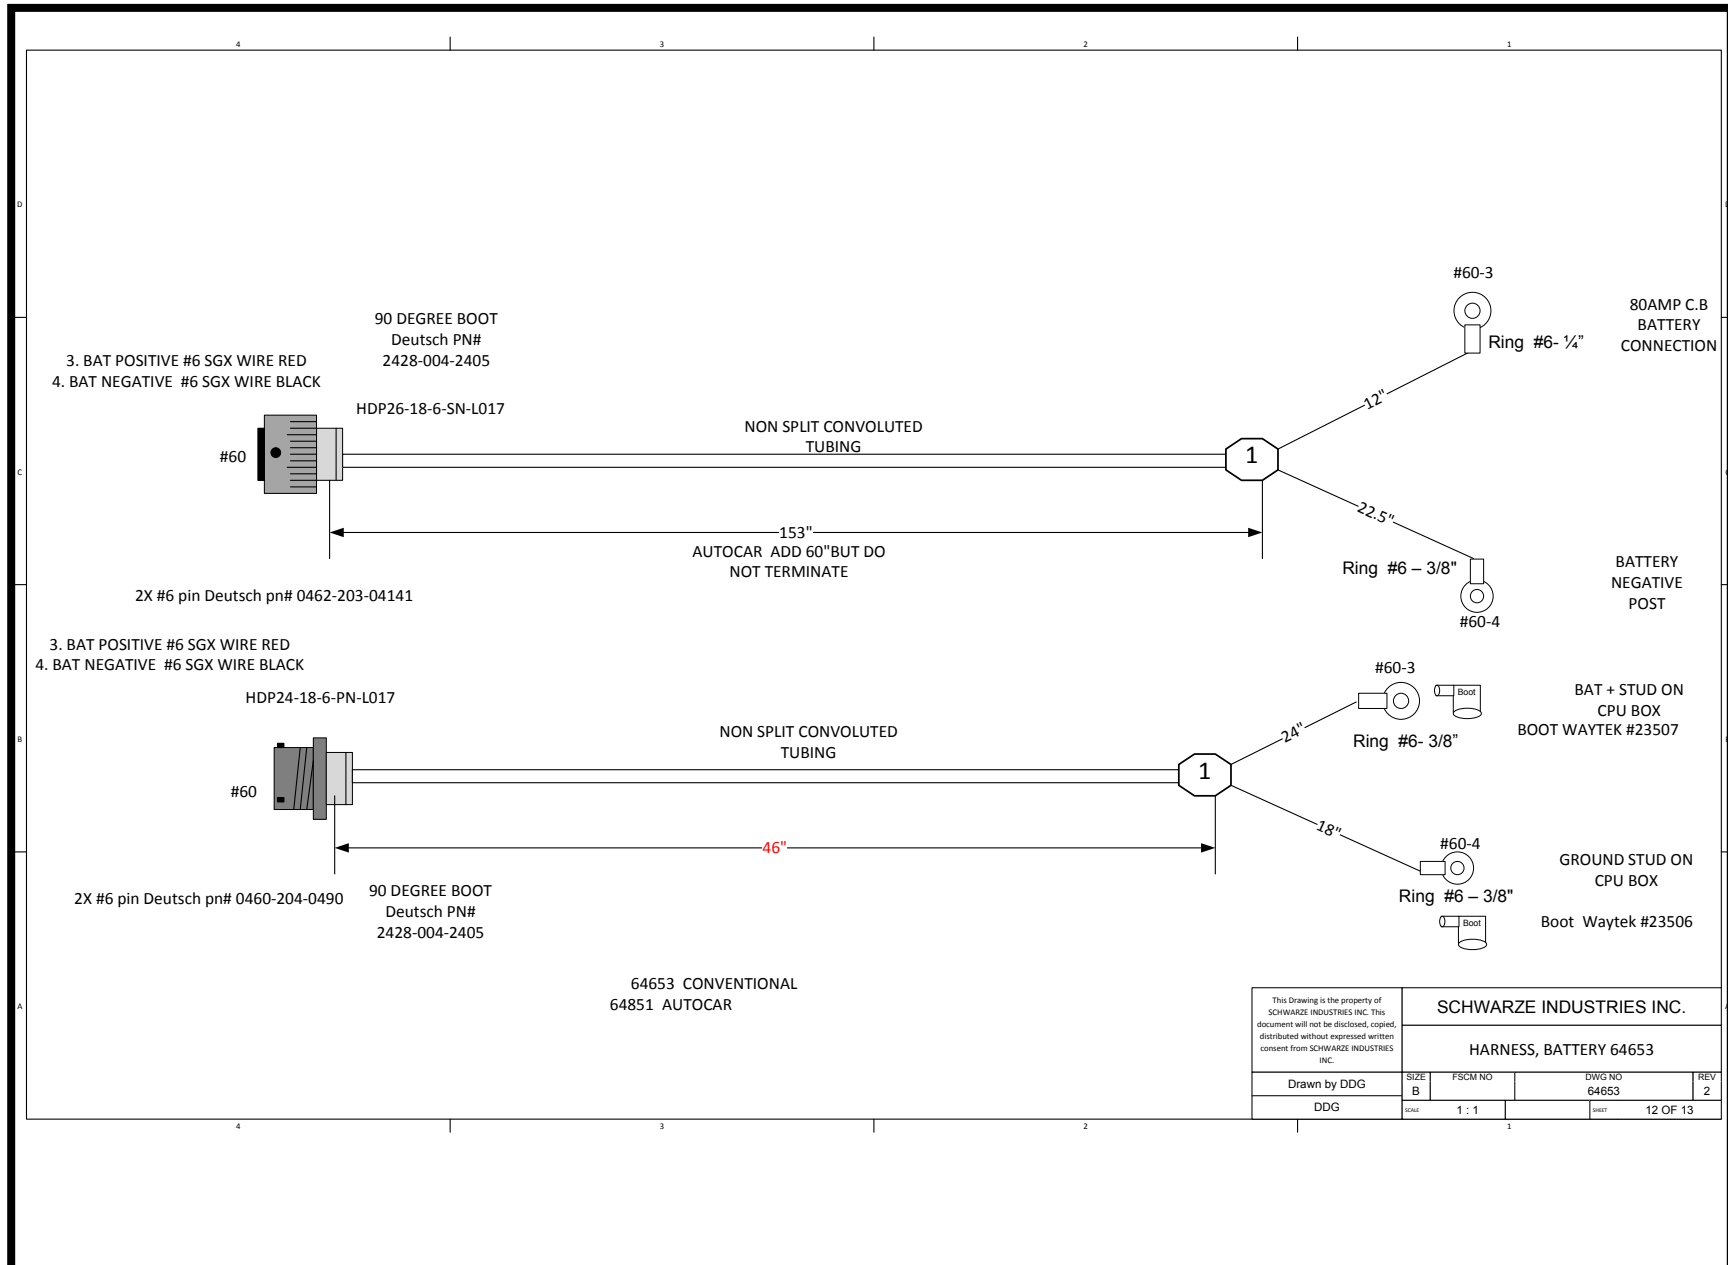 4
3
2
1
D
#60-3
90 DEGREE BOOT
Deutsch PN#
2428-004-2405
80AMP C.B
BATTERY
CONNECTION
Ring #6- ¼”
3. BAT POSITIVE #6 SGX WIRE RED
4. BAT NEGATIVE #6 SGX WIRE BLACK
HDP26-18-6-SN-L017
12"
NON SPLIT CONVOLUTED
TUBING
#60
1
C
22.5"
153"
AUTOCAR ADD 60"BUT DO
NOT TERMINATE
Ring #6 – 3/8"
BATTERY
NEGATIVE
POST
2X #6 pin Deutsch pn# 0462-203-04141
#60-4
3. BAT POSITIVE #6 SGX WIRE RED
4. BAT NEGATIVE #6 SGX WIRE BLACK
#60-3
HDP24-18-6-PN-L017
Boot
BAT + STUD ON
CPU BOX
BOOT WAYTEK #23507
24"
Ring #6- 3/8"
B
NON SPLIT CONVOLUTED
TUBING
#60
1
18"
46"
#60-4
GROUND STUD ON
CPU BOX
2X #6 pin Deutsch pn# 0460-204-0490
90 DEGREE BOOT
Deutsch PN#
2428-004-2405
Ring #6 – 3/8"
Boot
Boot Waytek #23506
64653 CONVENTIONAL
64851 AUTOCAR
A
This Drawing is the property of
SCHWARZE INDUSTRIES INC. This
document will not be disclosed, copied,
distributed without expressed written
consent from SCHWARZE INDUSTRIES
INC.
SCHWARZE INDUSTRIES INC.
HARNESS, BATTERY 64653
Drawn by DDG
DDG
SIZE
B
FSCM NO
DWG NO
64653
REV
2
SCALE
1 : 1
SHEET
12 OF 13
4
3
2
1